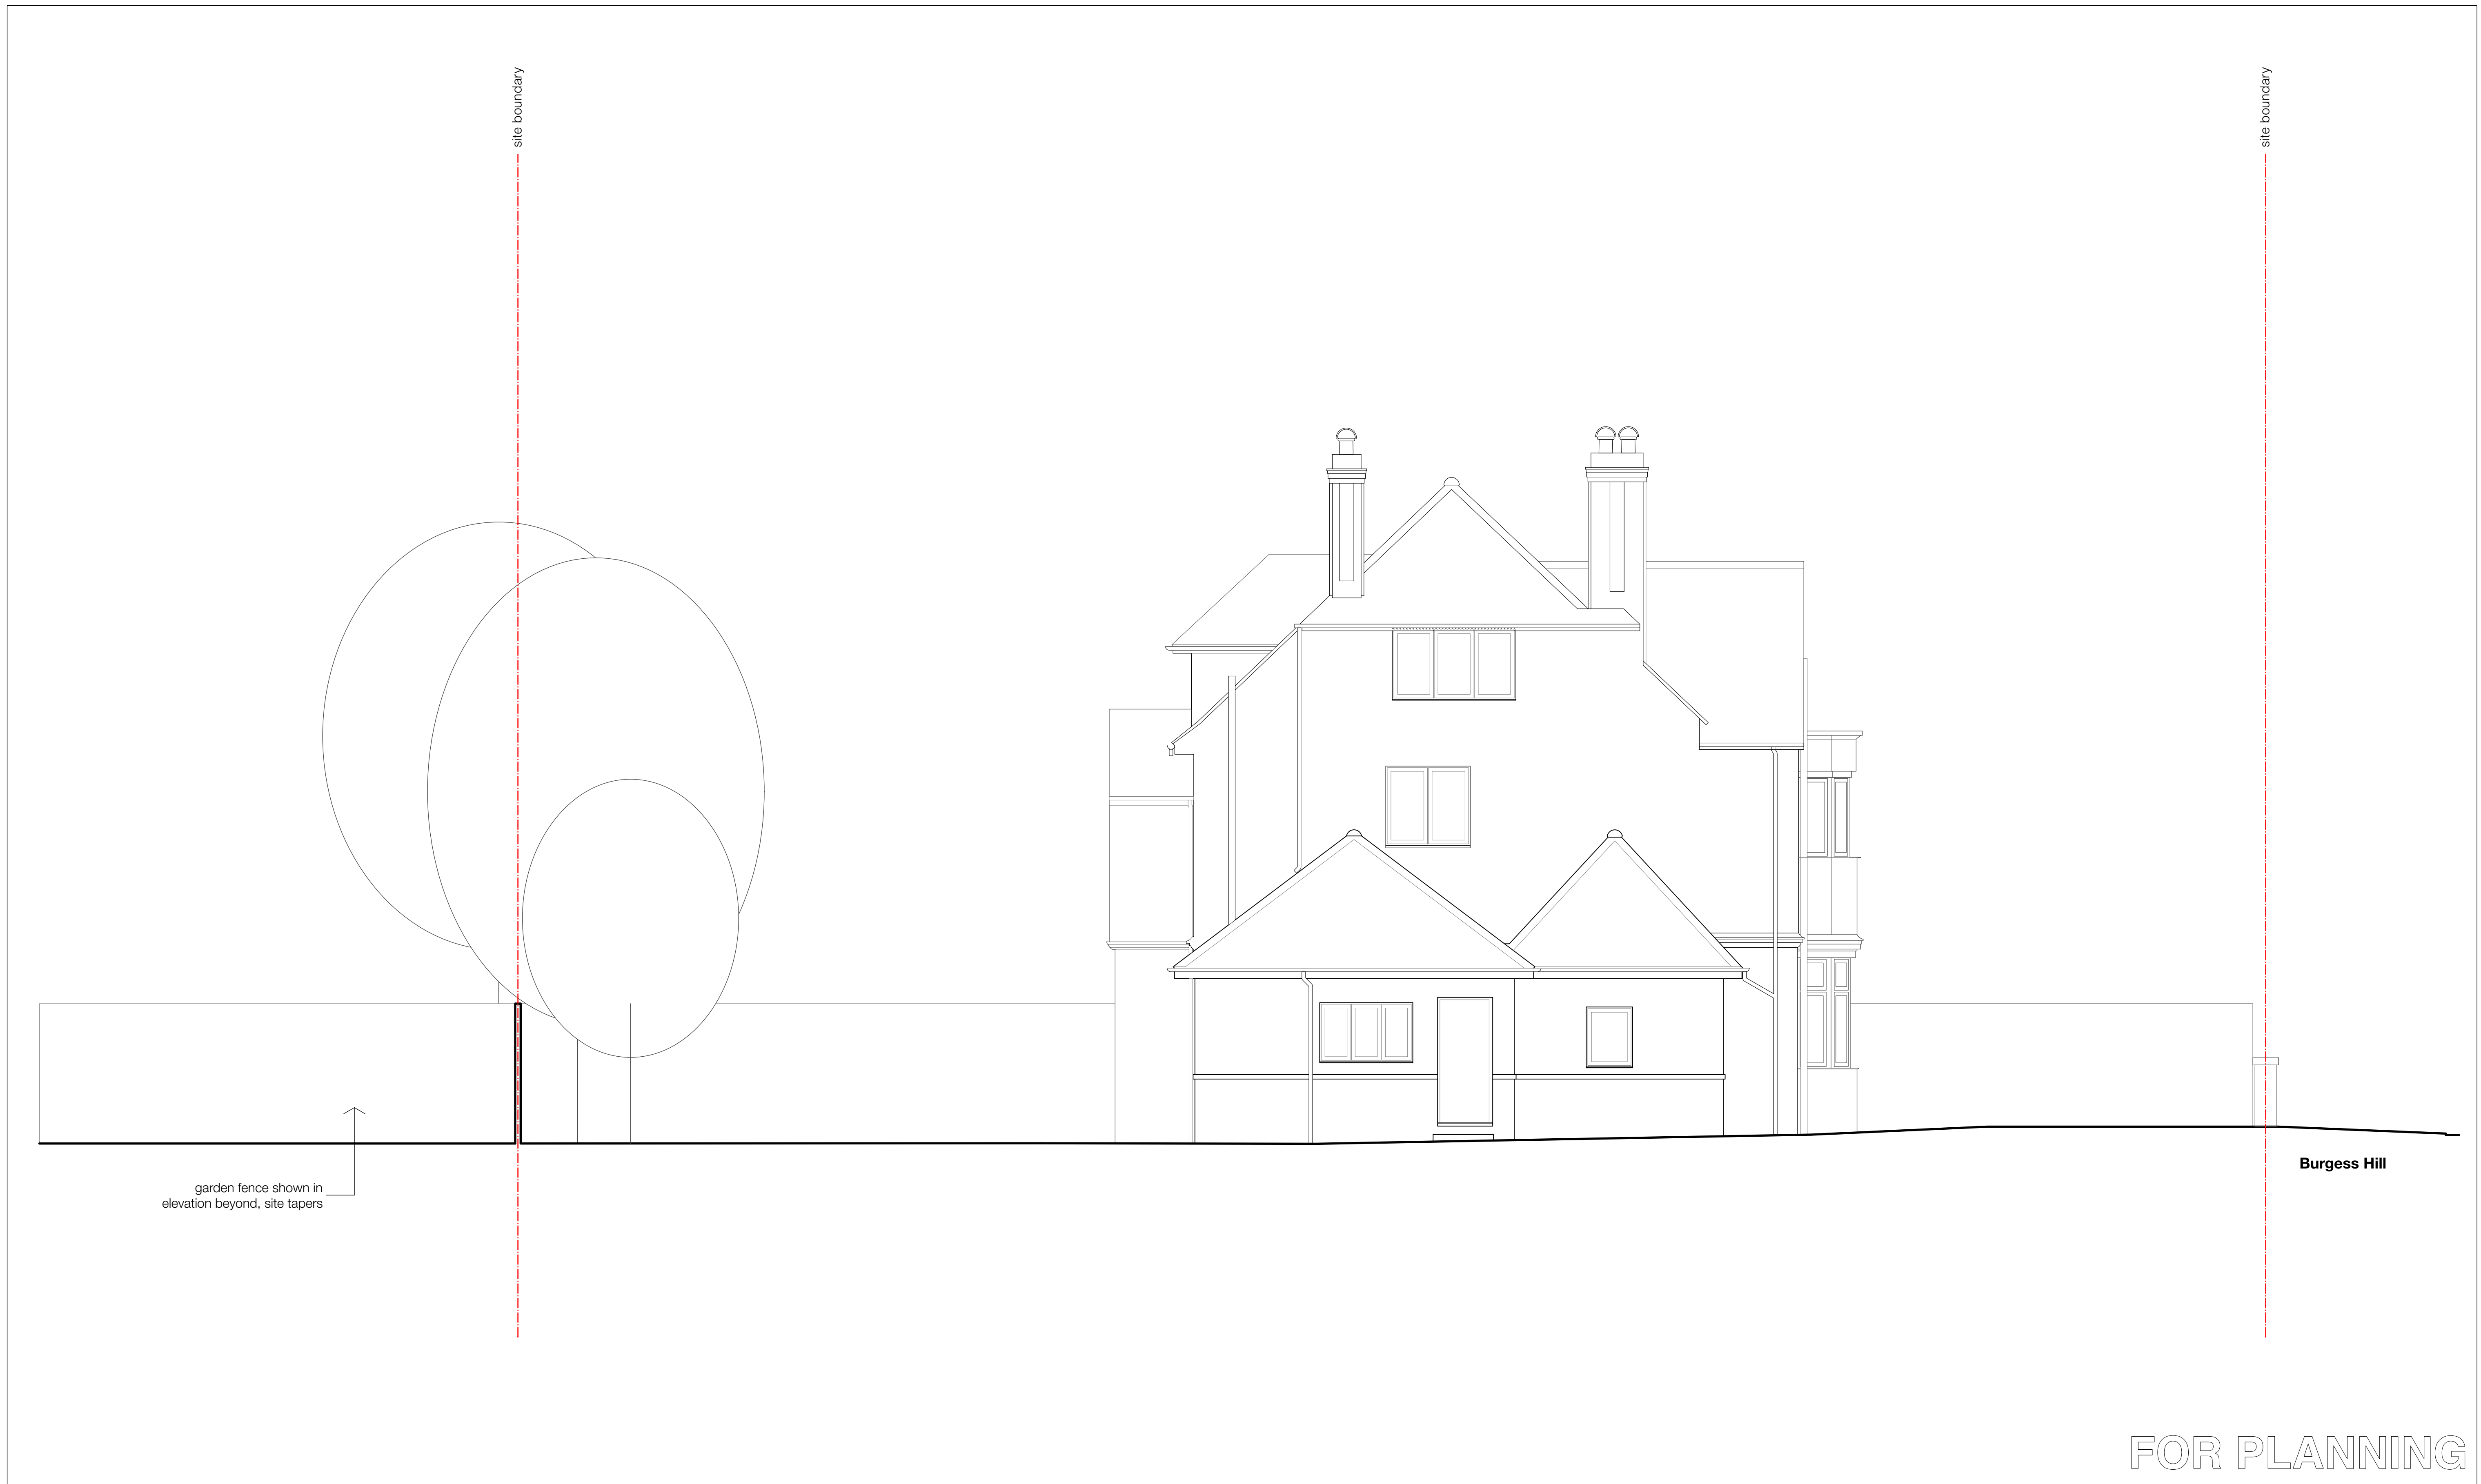 site boundary
site boundary
garden fence shown in
elevation beyond, site tapers
Burgess Hill
FOR PLANNING